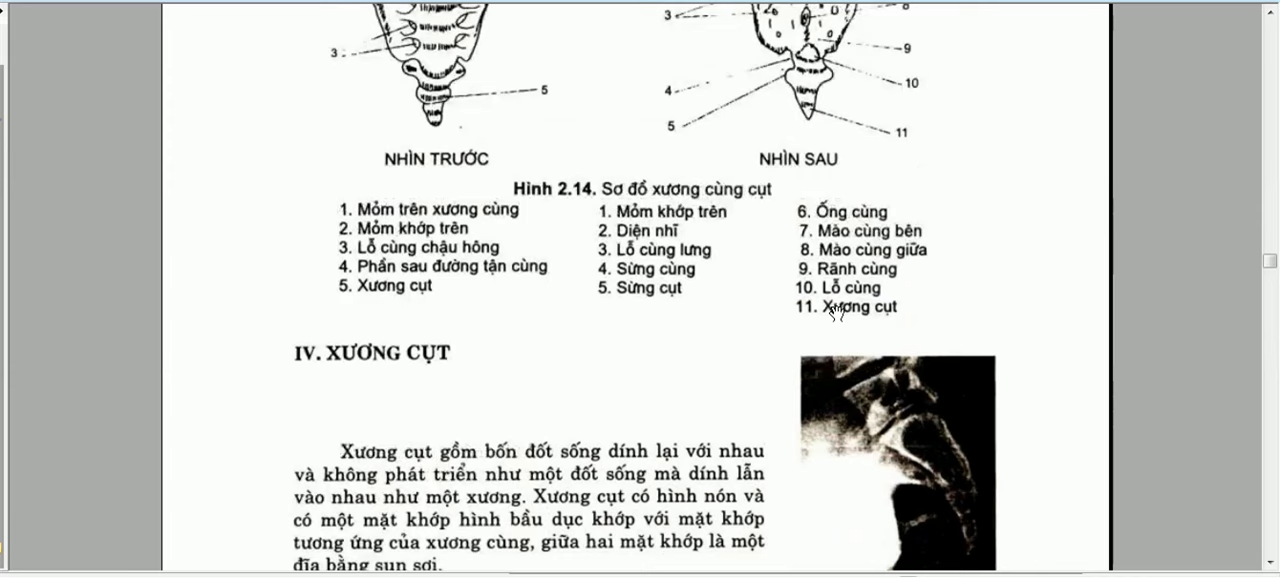 3
5
3
8
9
10
4
5
11
NHÌN TRƯỚC
NHÌN SAU
Hình 2.14. Sơ đồ xương cùng cụt
1. Mỏm trên xương cùng
2. Mỏm khớp trên
3. Lỗ cùng chậu hông
4. Phần sau đường tận cùng
5. Xương cụt
1. Mỏm khớp trên
2. Diện nhĩ
3. Lỗ cùng lưng
4. Sừng cùng
5. Sừng cụt
6. Ống cùng
7. Mào cùng bên
8. Mào cùng giữa
9. Rãnh cùng
10. Lỗ cùng
11. Xương cụt
IV. XƯƠNG CỤT
Xương cụt gồm bốn đốt sống dính lại với nhau
và không phát triển như một đốt sống mà dính lẫn
vào nhau như một xương. Xương cụt có hình nón và
có một mặt khớp hình bầu dục khớp với mặt khớp
tương ứng của xương cùng, giữa hai mặt khớp là một
đĩa bằng sụn sợi.